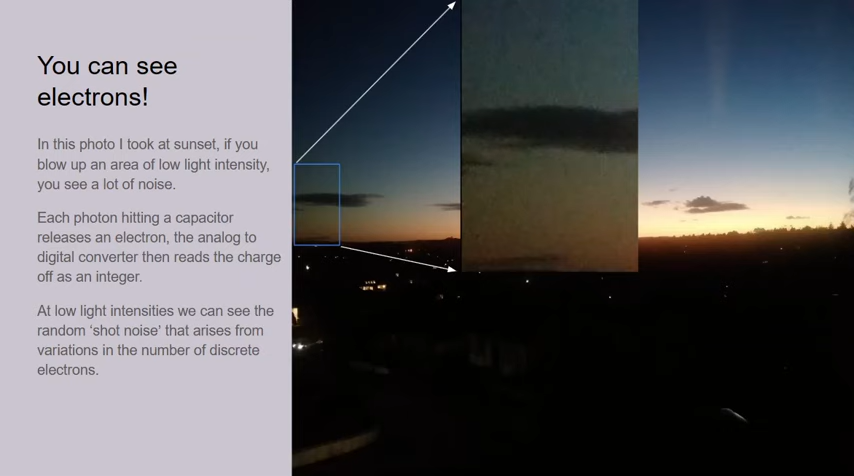 You can see
electrons!
In this photo I took at sunset, if you
blow up an area of low light intensity,
you see a lot of noise.
Each photon hitting a capacitor
releases an electron, the analog to
digital converter then reads the charge
off as an integer.
At low light intensities we can see the
random ‘shot noise’ that arises from
variations in the number of discrete
electrons.